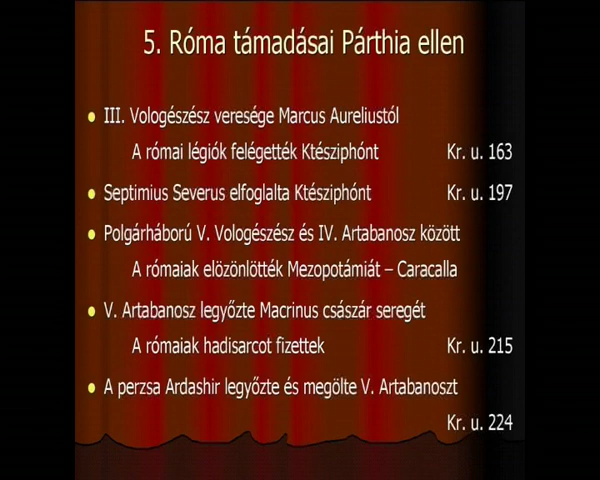 5. Róma támadásai Párthia ellen
III. Vologészész veresége Marcus Aureliustól
A római légiók felégették Ktésziphónt Kr. u. 163
Septimius Severus elfoglalta Ktésziphónt Kr. u. 197
Polgárháború V. Vologészész és IV. Artabanosz között
A rómaiak elözönlötték Mezopotámiát – Caracalla
V. Artabanosz legyőzte Macrinus császár seregét
A rómaiak hadisarcot fizettek Kr. u. 215
A perzsa Ardashir legyőzte és megölte V. Artabanoszt
Kr. u. 224